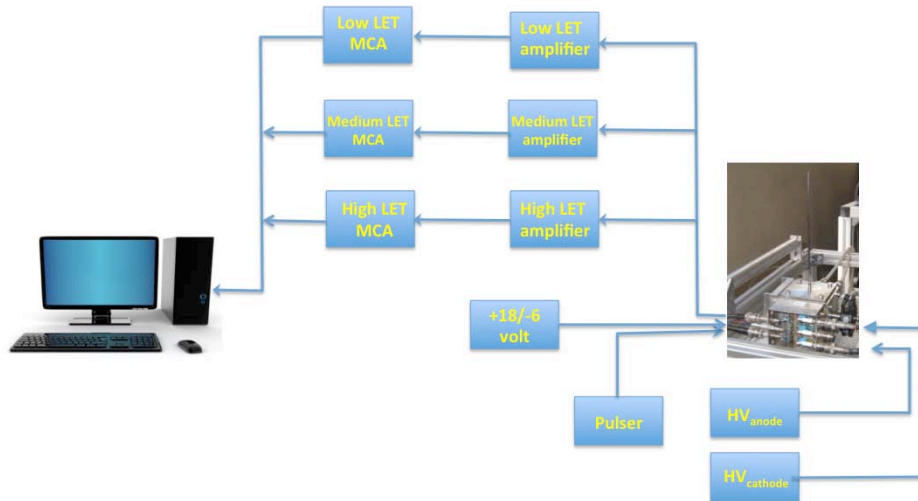 Low LET
MCA
Low LET
amplifier
Medium LET
MCA
Medium LET
amplifier
High LET
MCA
High LET
amplifier
+18/-6
volt
Pulser
HVanode
HVcathode